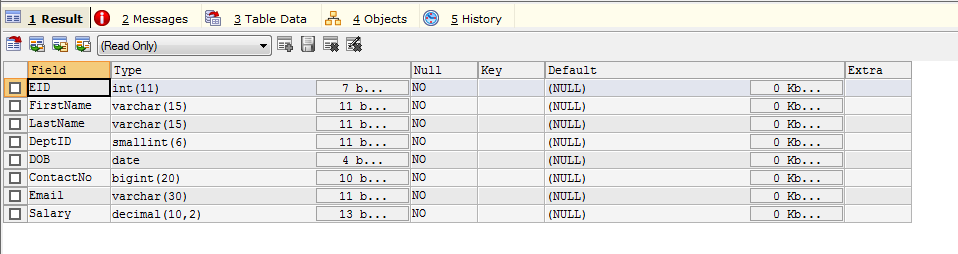 1 Result 2 Messages 3 Table Data 4 Objects 5 History
(Read Only)
Field Type Null Key Default Extra
EID int(11) 7 b... NO (NULL) 0 Kb...
FirstName varchar(15) 11 b... NO (NULL) 0 Kb...
LastName varchar(15) 11 b... NO (NULL) 0 Kb...
DeptID smallint(6) 11 b... NO (NULL) 0 Kb...
DOB date 4 b... NO (NULL) 0 Kb...
ContactNo bigint(20) 10 b... NO (NULL) 0 Kb...
Email varchar(30) 11 b... NO (NULL) 0 Kb...
Salary decimal(10,2) 13 b... NO (NULL) 0 Kb...